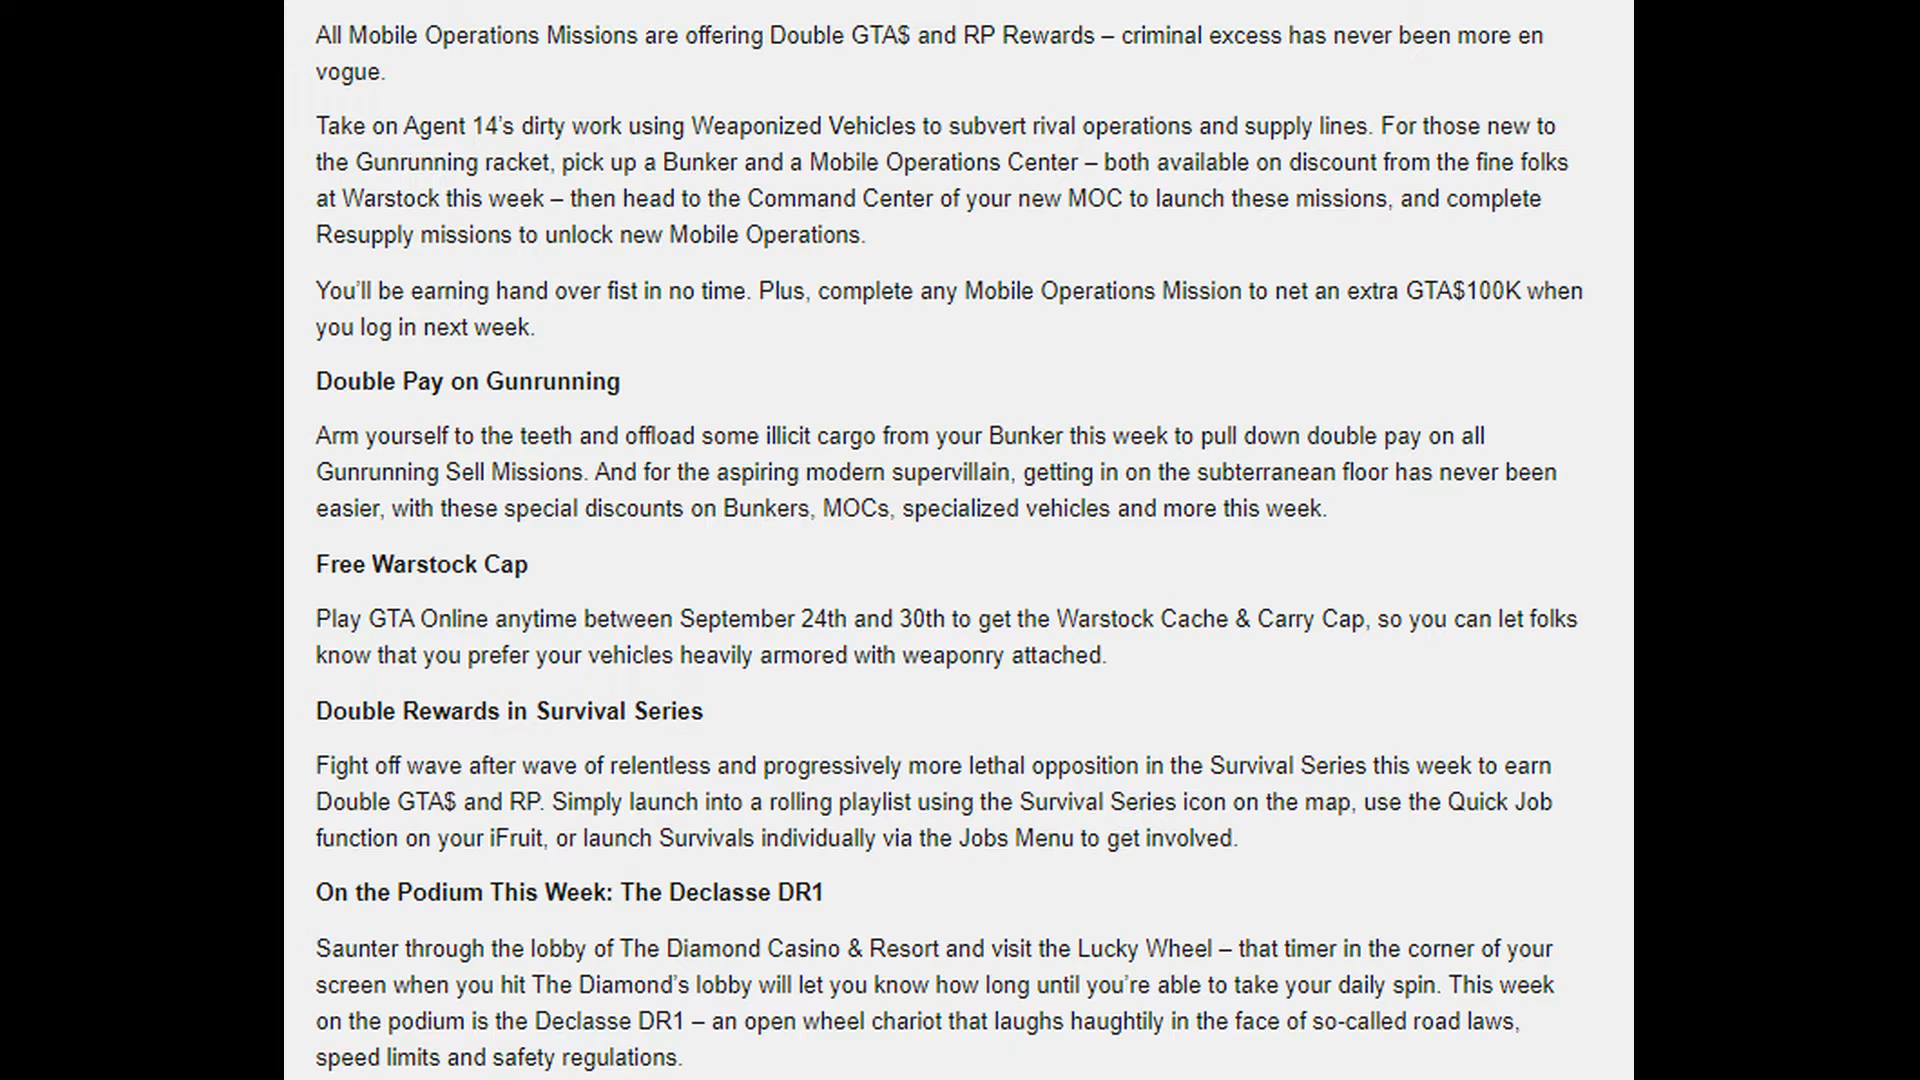 All Mobile Operations Missions are offering Double GTA$ and RP Rewards – criminal excess has never been more en
vogue.
Take on Agent 14’s dirty work using Weaponized Vehicles to subvert rival operations and supply lines. For those new to
the Gunrunning racket, pick up a Bunker and a Mobile Operations Center – both available on discount from the fine folks
at Warstock this week – then head to the Command Center of your new MOC to launch these missions, and complete
Resupply missions to unlock new Mobile Operations.
You’ll be earning hand over fist in no time. Plus, complete any Mobile Operations Mission to net an extra GTA$100K when
you log in next week.
Double Pay on Gunrunning
Arm yourself to the teeth and offload some illicit cargo from your Bunker this week to pull down double pay on all
Gunrunning Sell Missions. And for the aspiring modern supervillain, getting in on the subterranean floor has never been
easier, with these special discounts on Bunkers, MOCs, specialized vehicles and more this week.
Free Warstock Cap
Play GTA Online anytime between September 24th and 30th to get the Warstock Cache & Carry Cap, so you can let folks
know that you prefer your vehicles heavily armored with weaponry attached.
Double Rewards in Survival Series
Fight off wave after wave of relentless and progressively more lethal opposition in the Survival Series this week to earn
Double GTA$ and RP. Simply launch into a rolling playlist using the Survival Series icon on the map, use the Quick Job
function on your iFruit, or launch Survivals individually via the Jobs Menu to get involved.
On the Podium This Week: The Declasse DR1
Saunter through the lobby of The Diamond Casino & Resort and visit the Lucky Wheel – that timer in the corner of your
screen when you hit The Diamond’s lobby will let you know how long until you’re able to take your daily spin. This week
on the podium is the Declasse DR1 – an open wheel chariot that laughs haughtily in the face of so-called road laws,
speed limits and safety regulations.